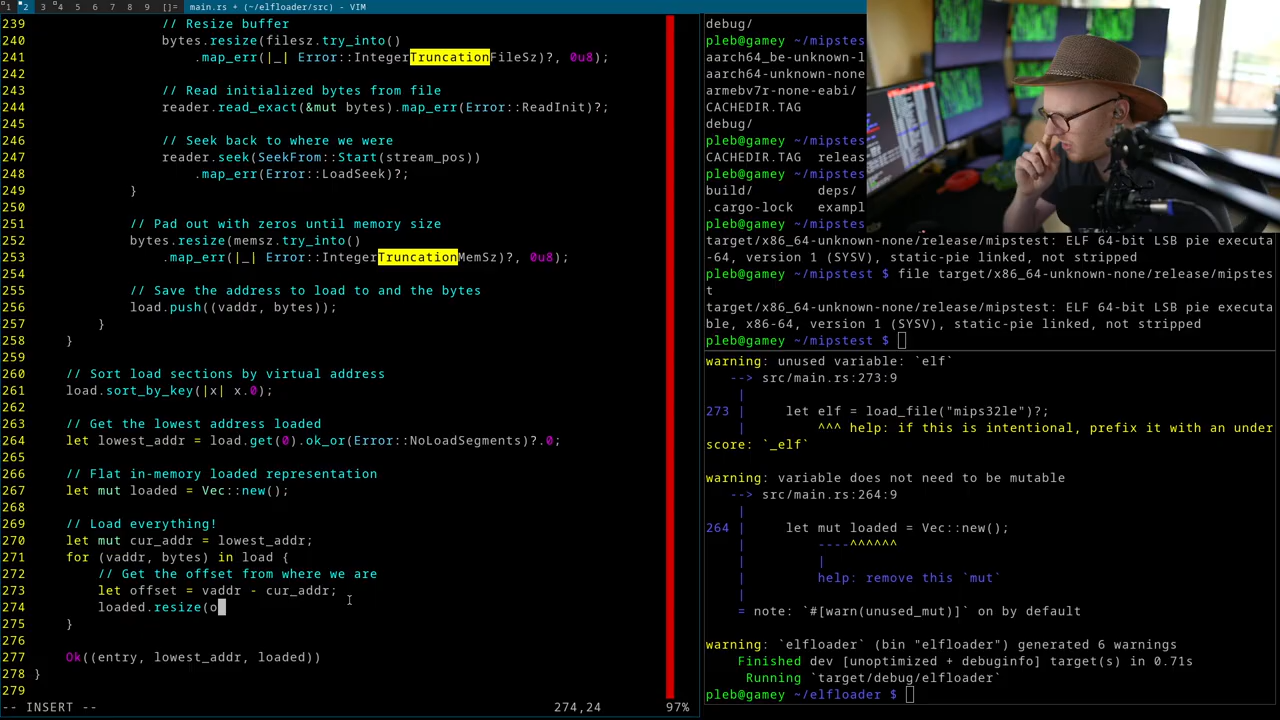 1 2 3 4 5 6 7 8 9 []= main.rs + (~/elfloader/src) - VIM
239 // Resize buffer
240 bytes.resize(filesz.try_into()
241 .map_err(|_| Error::IntegerTruncationFileSz)?, 0u8);
242
243 // Read initialized bytes from file
244 reader.read_exact(&mut bytes).map_err(Error::ReadInit)?;
245
246 // Seek back to where we were
247 reader.seek(SeekFrom::Start(stream_pos))
248 .map_err(Error::LoadSeek)?;
249 }
250
251 // Pad out with zeros until memory size
252 bytes.resize(memsz.try_into()
253 .map_err(|_| Error::IntegerTruncationMemSz)?, 0u8);
254
255 // Save the address to load to and the bytes
256 load.push((vaddr, bytes));
257 }
258 }
259
260 // Sort load sections by virtual address
261 load.sort_by_key(|x| x.0);
262
263 // Get the lowest address loaded
264 let lowest_addr = load.get(0).ok_or(Error::NoLoadSegments)?.0;
265
266 // Flat in-memory loaded representation
267 let mut loaded = Vec::new();
268
269 // Load everything!
270 let mut cur_addr = lowest_addr;
271 for (vaddr, bytes) in load {
272 // Get the offset from where we are
273 let offset = vaddr - cur_addr;
274 loaded.resize(o
275 }
276
277 Ok((entry, lowest_addr, loaded))
278 }
279
-- INSERT -- 274,24 97%
debug/
pleb@gamey ~/mipstes
aarch64_be-unknown-l
aarch64-unknown-none
armebv7r-none-eabi/
CACHEDIR.TAG
debug/
pleb@gamey ~/mipstes
CACHEDIR.TAG releas
pleb@gamey ~/mipstes
build/ deps/
.cargo-lock exampl
pleb@gamey ~/mipstes
target/x86_64-unknown-none/release/mipstest: ELF 64-bit LSB pie executa
-64, version 1 (SYSV), static-pie linked, not stripped
pleb@gamey ~/mipstest $ file target/x86_64-unknown-none/release/mipstes
t
target/x86_64-unknown-none/release/mipstest: ELF 64-bit LSB pie executa
ble, x86-64, version 1 (SYSV), static-pie linked, not stripped
pleb@gamey ~/mipstest $
warning: unused variable: `elf`
--> src/main.rs:273:9
|
273 | let elf = load_file("mips32le")?;
| ^^^ help: if this is intentional, prefix it with an under
score: `_elf`
warning: variable does not need to be mutable
--> src/main.rs:264:9
|
264 | let mut loaded = Vec::new();
| ----^^^^^^
| |
| help: remove this `mut`
|
= note: `#[warn(unused_mut)]` on by default
warning: `elfloader` (bin "elfloader") generated 6 warnings
Finished dev [unoptimized + debuginfo] target(s) in 0.71s
Running `target/debug/elfloader`
pleb@gamey ~/elfloader $